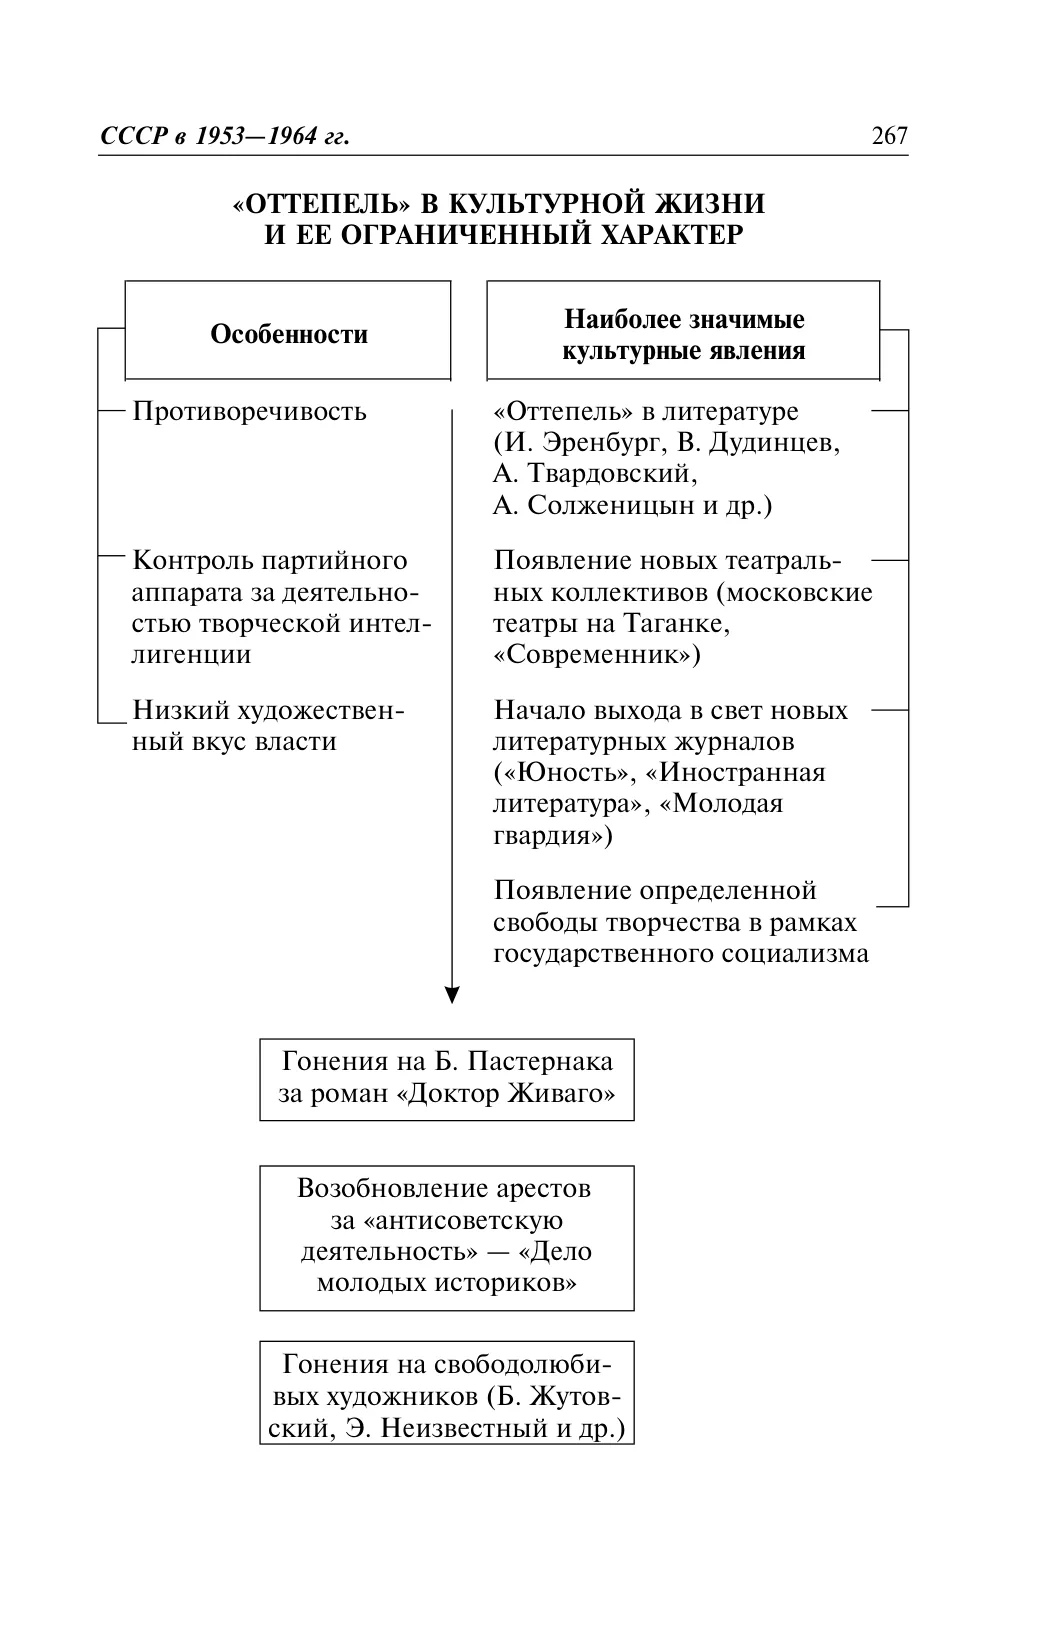 СССР в 1953—1964 гг. 267
«ОТТЕПЕЛЬ» В КУЛЬТУРНОЙ ЖИЗНИ
И ЕЕ ОГРАНИЧЕННЫЙ ХАРАКТЕР
Особенности
Противоречивость
Контроль партийного
аппарата за деятельно-
стью творческой интел-
лигенции
Низкий художествен-
ный вкус власти
Наиболее значимые
культурные явления
«Оттепель» в литературе
(И. Эренбург, В. Дудинцев,
А. Твардовский,
А. Солженицын и др.)
Появление новых театраль-
ных коллективов (московские
театры на Таганке,
«Современник»)
Начало выхода в свет новых
литературных журналов
(«Юность», «Иностранная
литература», «Молодая
гвардия»)
Появление определенной
свободы творчества в рамках
государственного социализма
Гонения на Б. Пастернака
за роман «Доктор Живаго»
Возобновление арестов
за «антисоветскую
деятельность» — «Дело
молодых историков»
Гонения на свободолюби-
вых художников (Б. Жутов-
ский, Э. Неизвестный и др.)